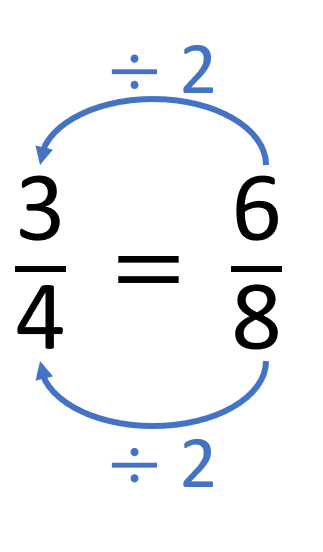 ÷ 2
3/4 = 6/8
÷ 2